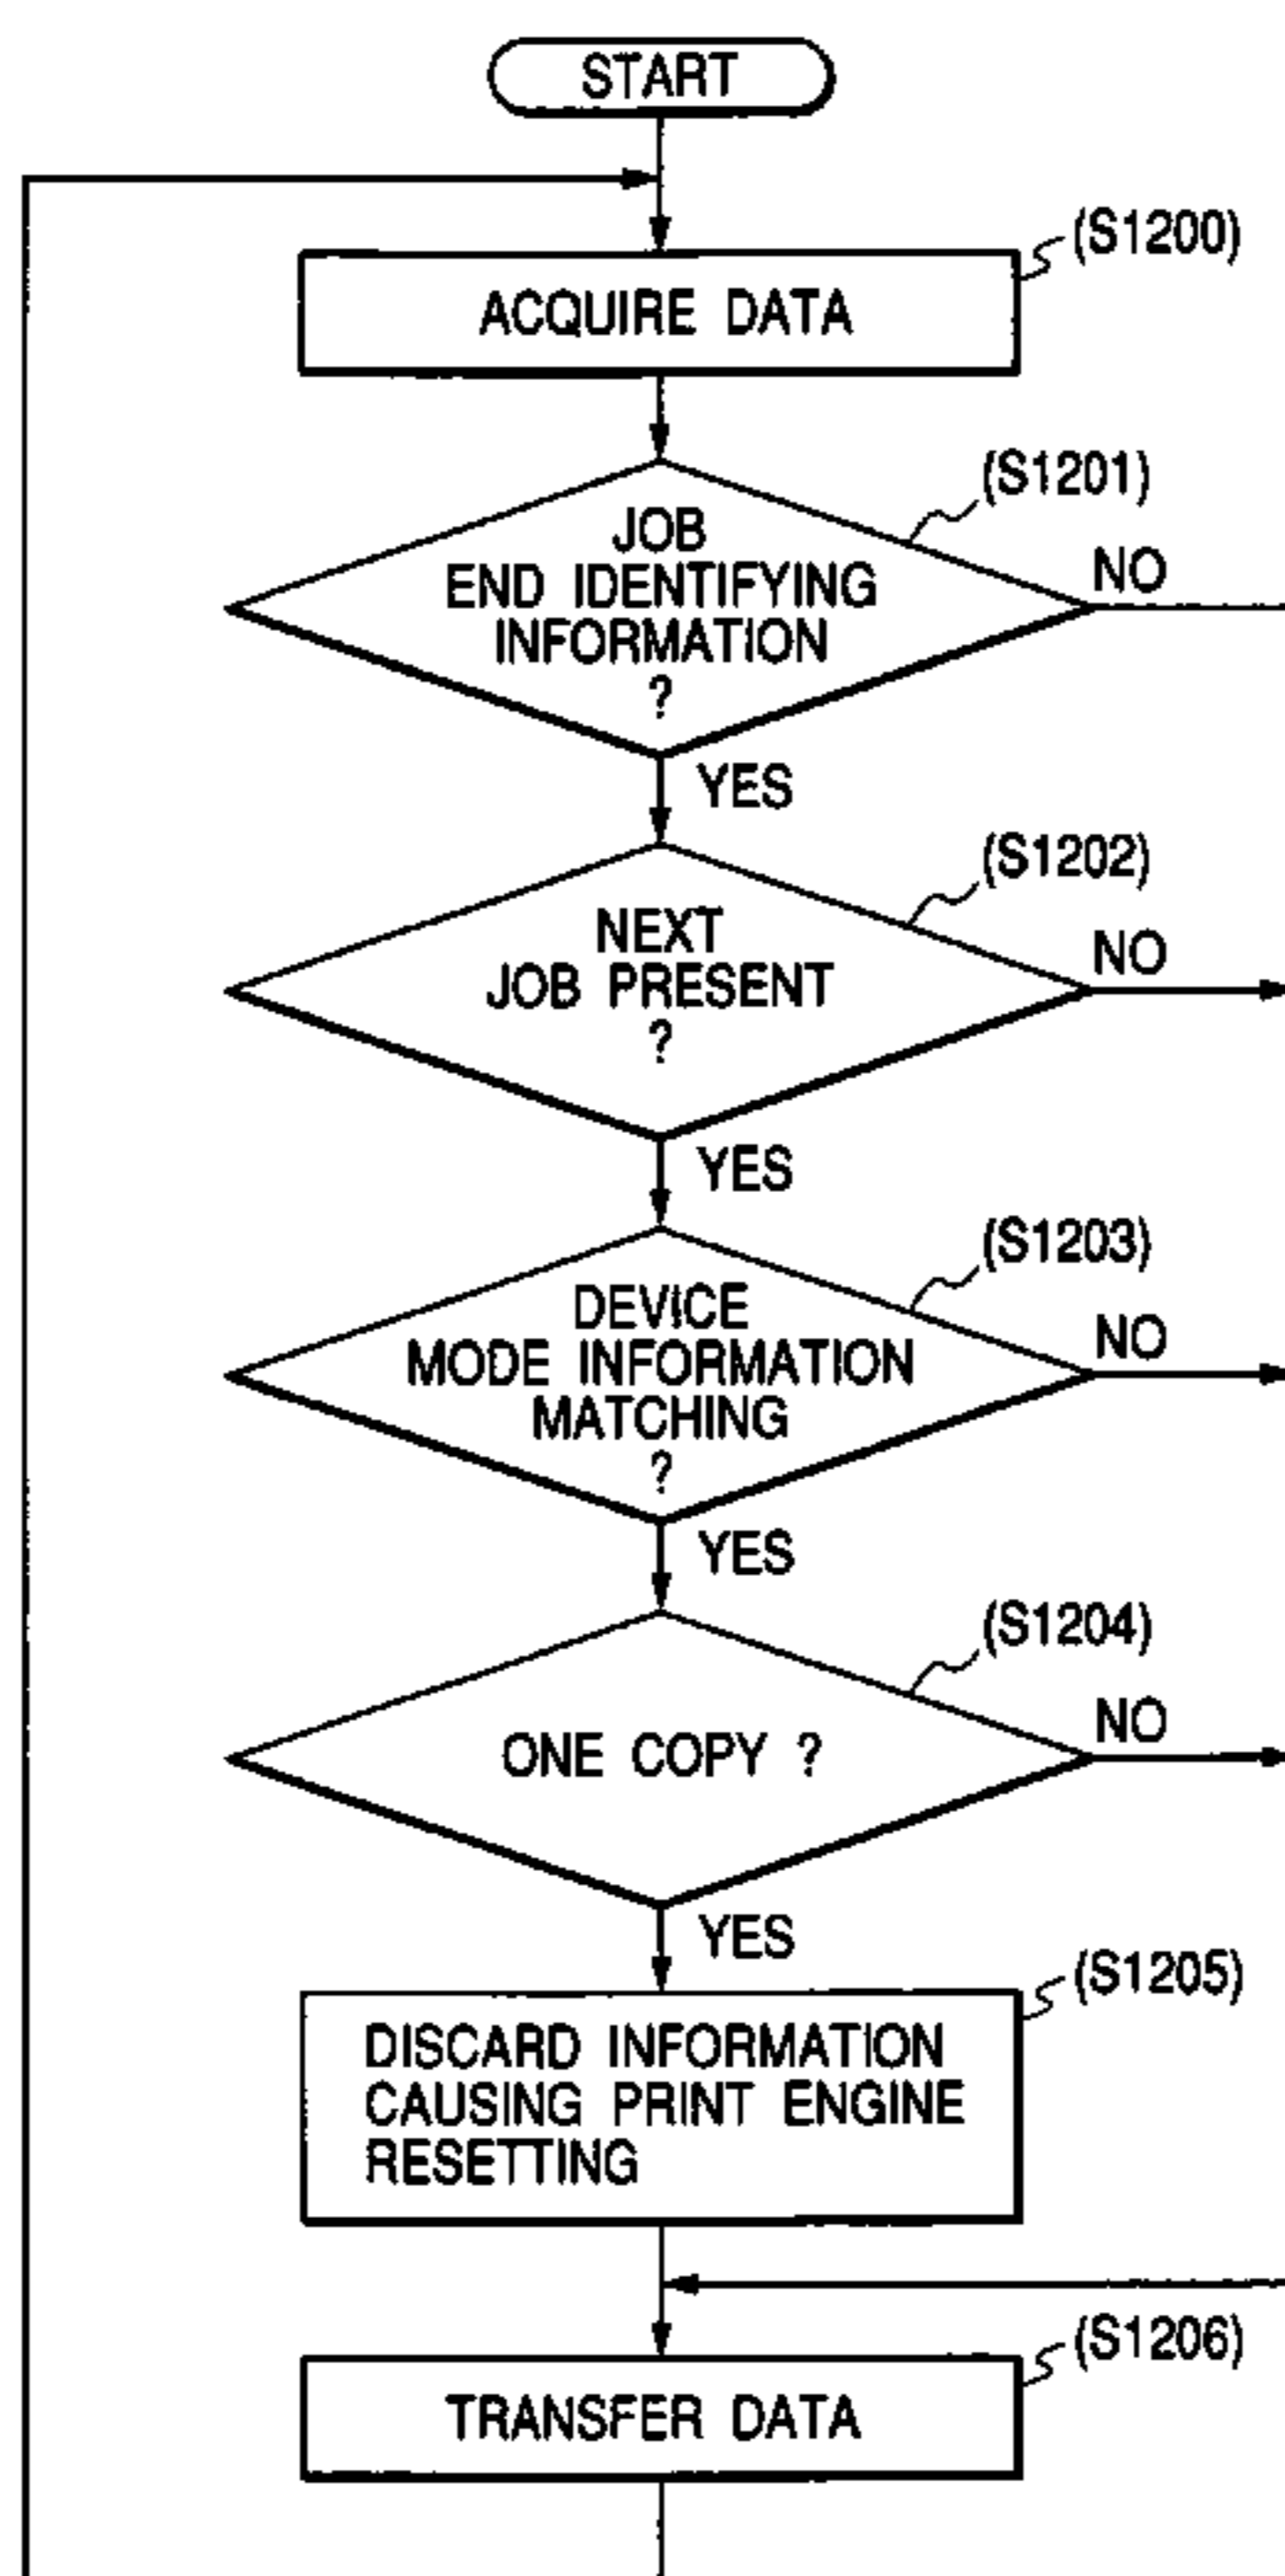 START
(S1200)
ACQUIRE DATA
(S1201)
JOB
END IDENTIFYING
INFORMATION
?
NO
YES
(S1202)
NEXT
JOB PRESENT
?
NO
YES
(S1203)
DEVICE
MODE INFORMATION
MATCHING
?
NO
YES
(S1204)
ONE COPY ?
NO
YES
(S1205)
DISCARD INFORMATION
CAUSING PRINT ENGINE
RESETTING
(S1206)
TRANSFER DATA